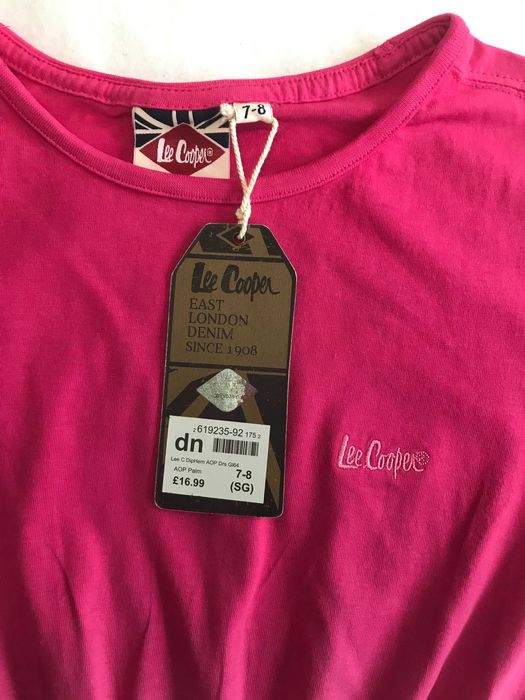 Lee Cooper®
7-8
Lee Cooper
EAST
LONDON
DENIM
SINCE 1908
2 619235-92 175 2
dn
Lee C DipHem AOP Drs Gl64
AOP Palm
7-8
£16.99
(SG)
Lee Cooper®